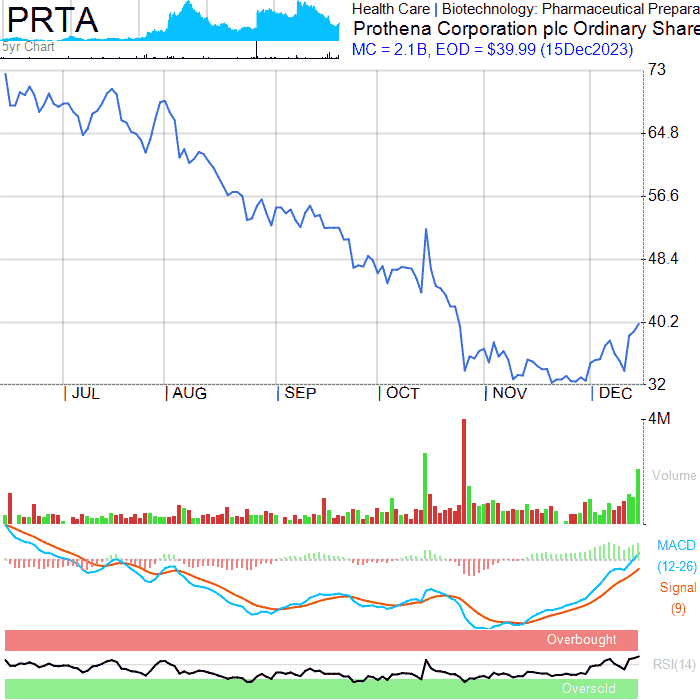 PRTA
5yr Chart
Health Care | Biotechnology: Pharmaceutical Prepara
Prothena Corporation plc Ordinary Share
MC = 2.1B, EOD = $39.99 (15Dec2023)
73
64.8
56.6
48.4
40.2
32
| JUL | AUG | SEP | OCT | NOV | DEC
4M
Volume
MACD
(12-26)
Signal
(9)
Overbought
RSI(14)
Oversold